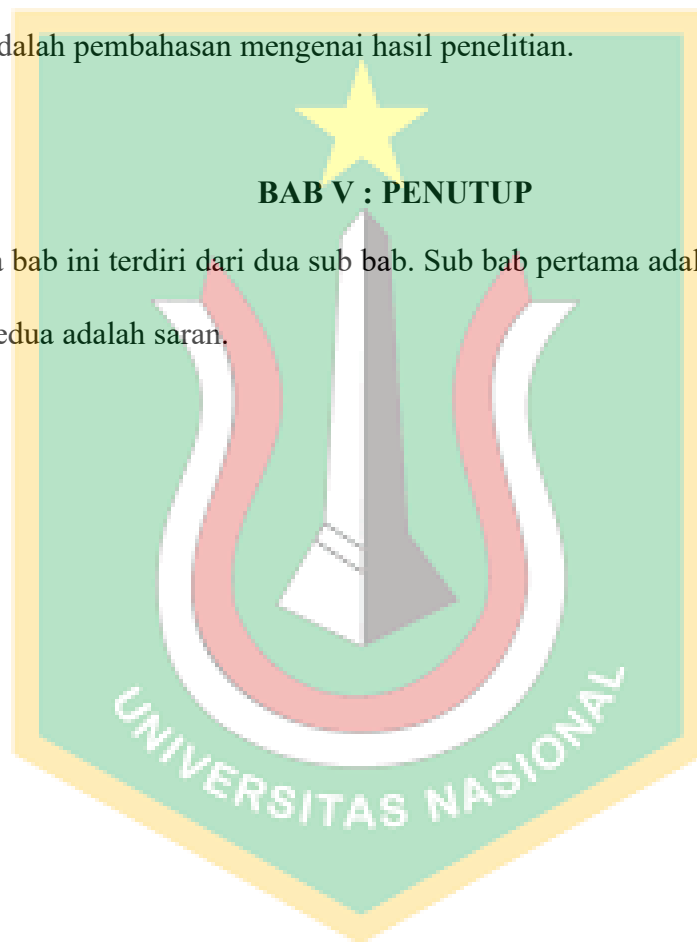 dalah pembahasan mengenai hasil penelitian.
BAB V : PENUTUP
a bab ini terdiri dari dua sub bab. Sub bab pertama adal
edua adalah saran.
UNIVERSITAS NASIONAL